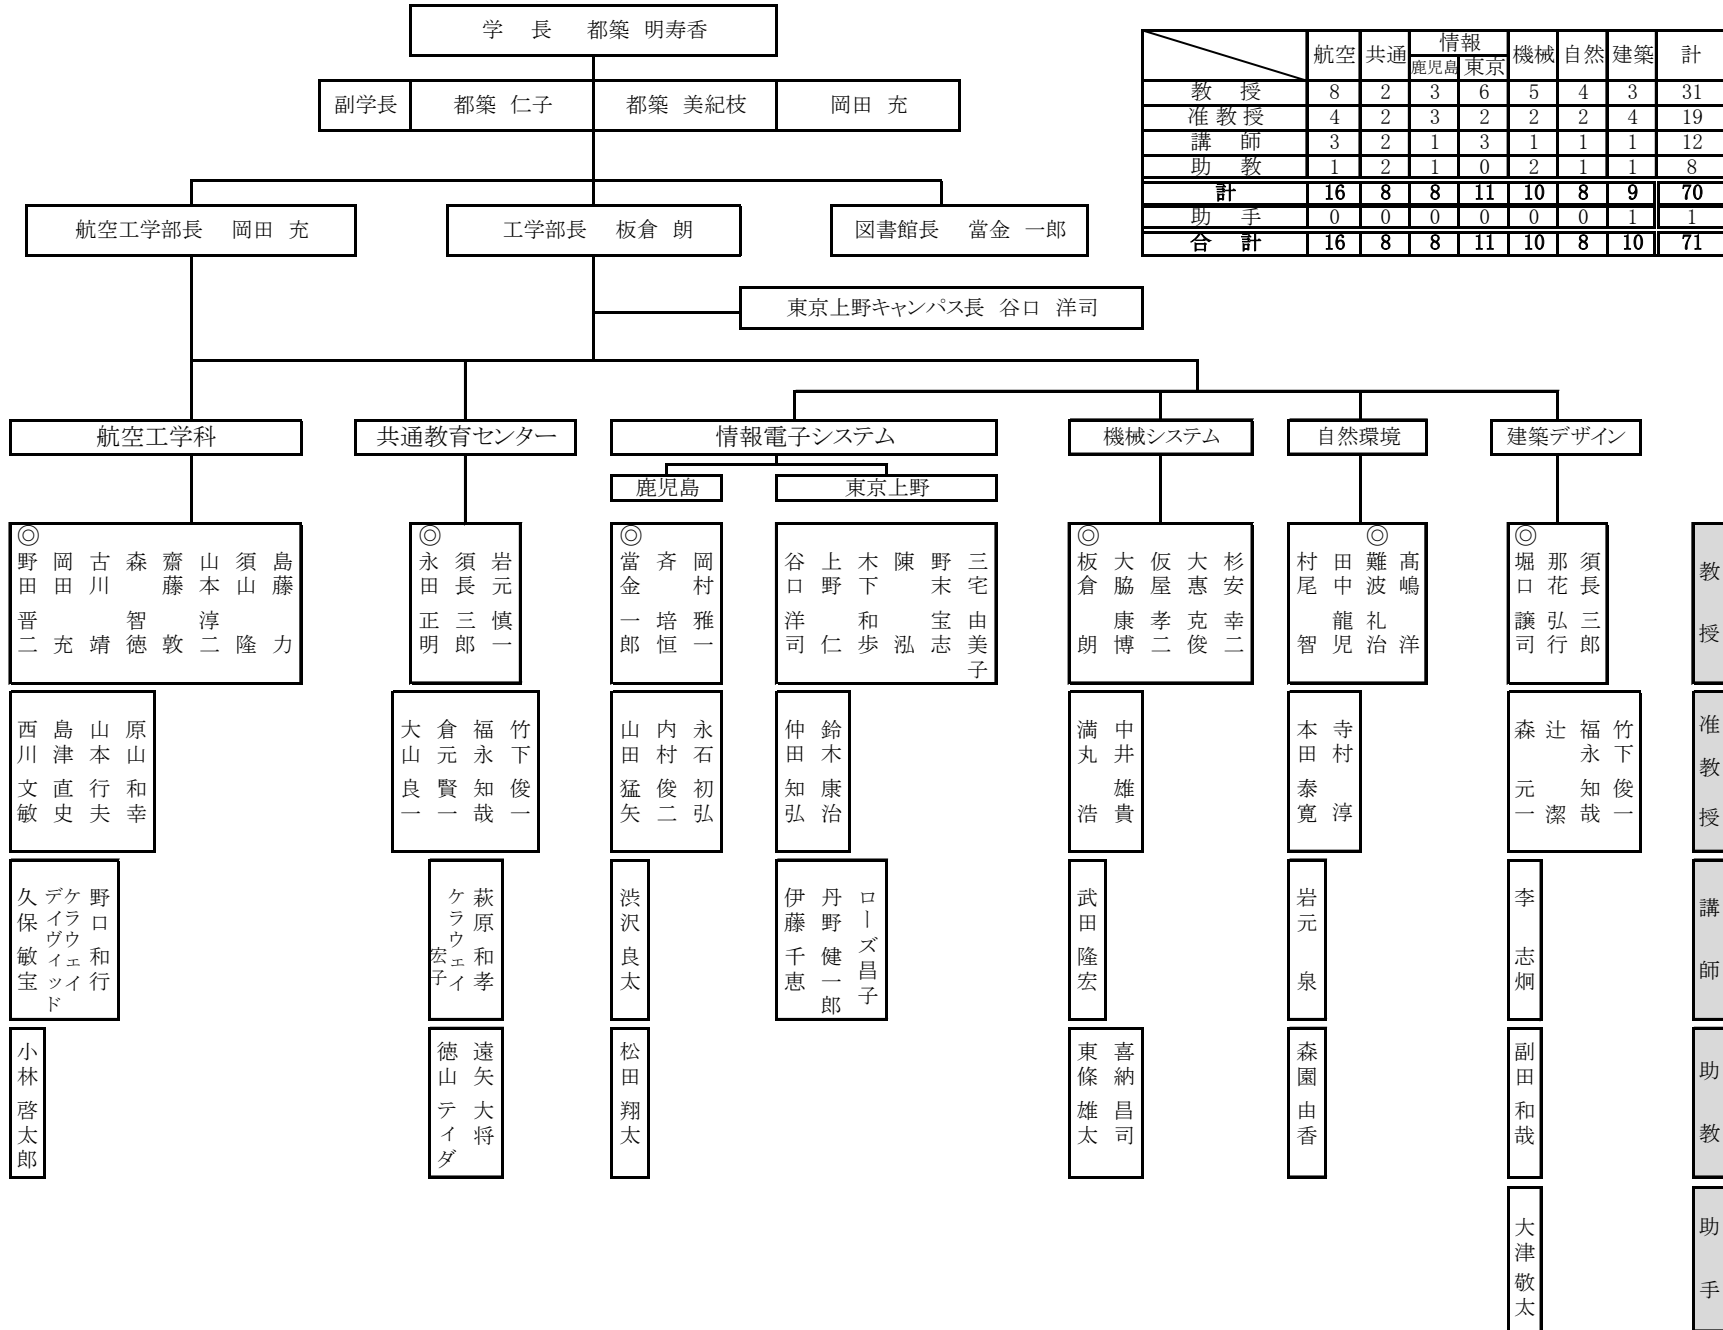 学 長 都築 明寿香
副学長 都築 仁子 都築 美紀枝 岡田 充
航空工学部長 岡田 充
工学部長 板倉 朗
図書館長 當金 一郎
東京上野キャンパス長 谷口 洋司
航空 共通 情報 機械 自然 建築 計
鹿児島 東京
教 授 8 2 3 6 5 4 3 31
准教授 4 2 3 2 2 2 4 19
講 師 3 2 1 3 1 1 1 12
助 教 1 2 1 0 2 1 1 8
計 16 8 8 11 10 8 9 70
助 手 0 0 0 0 0 0 1 1
合 計 16 8 8 11 10 8 10 71
航空工学科
共通教育センター
情報電子システム
機械システム
自然環境
建築デザイン
鹿児島
東京上野
◎
野田 晋二
岡田 充
古川 靖
森 智徳
齋藤 敦
山本 淳二
須山 隆
島藤 力
◎
永田 正明
須長 三郎
岩元 慎一
◎
當金 一郎
斉 培恒
岡村 雅一
谷口 洋司
上野 仁
木下 和歩
陳 泓
野末 宝志
三宅 由美子
◎
板倉 朗
大脇 康博
仮屋 孝二
大惠 克俊
杉安 幸二
村尾 智
田中 龍児
◎
難波 礼治
髙嶋 洋
◎
堀口 譲司
那花 弘行
須長 三郎
教授
西川 文敏
島津 直史
山本 行夫
原山 和幸
大山 良一
倉元 賢一
福永 知哉
竹下 俊一
山田 猛矢
内村 俊二
永石 初弘
仲田 知弘
鈴木 康治
満丸 浩
中井 雄貴
本田 泰寛
寺村 淳
森 元一
辻 潔
福永 知哉
竹下 俊一
准教授
久保 敏宝
ケラウェイ
デイヴィッド
野口 和行
ケラウェイ
宏子
萩原 和孝
渋沢 良太
伊藤 千恵
丹野 健一郎
ローズ昌子
武田 隆宏
岩元 泉
李 志炯
講師
小林 啓太郎
徳山 テイダ
遠矢 大将
松田 翔太
東條 雄太
喜納 昌司
森園 由香
副田 和哉
助教
大津 敬太
助手